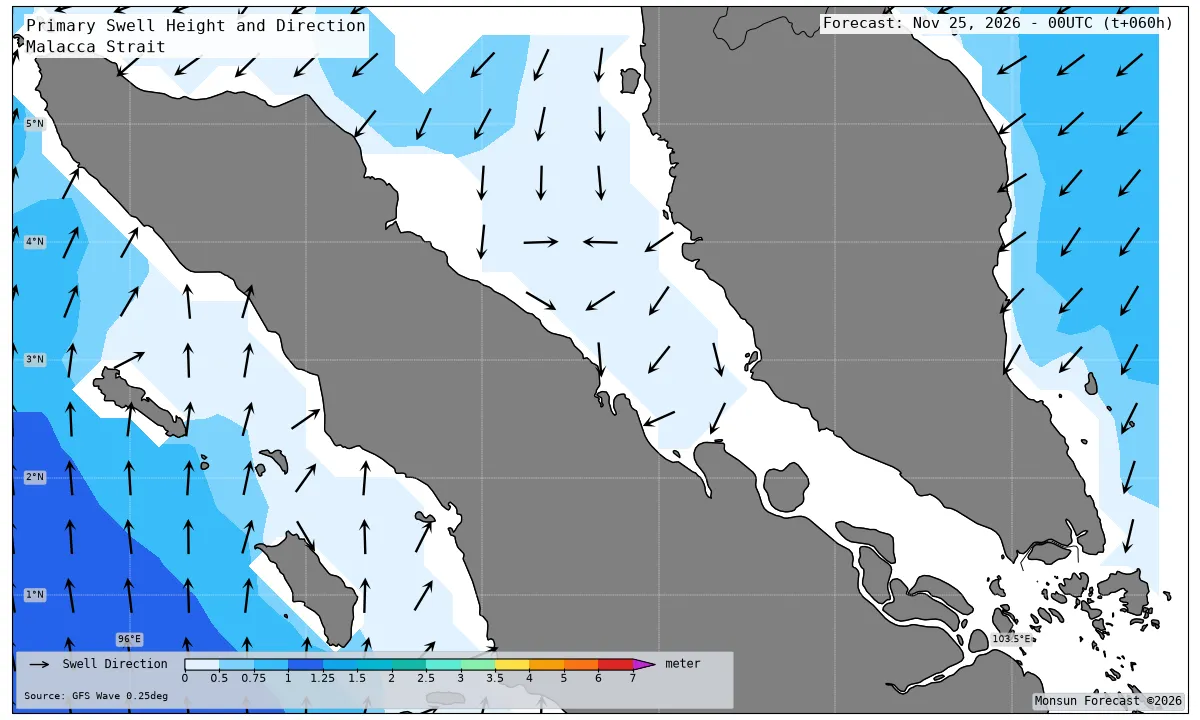 Primary Swell Height and Direction
Malacca Strait
Forecast: Nov 25, 2026 - 00UTC (t+060h)
5°N
4°N
3°N
2°N
1°N
96°E
103.5°E
Swell Direction
meter
0 0.5 0.75 1 1.25 1.5 2 2.5 3 3.5 4 5 6 7
Source: GFS Wave 0.25deg
Monsun Forecast ©2026